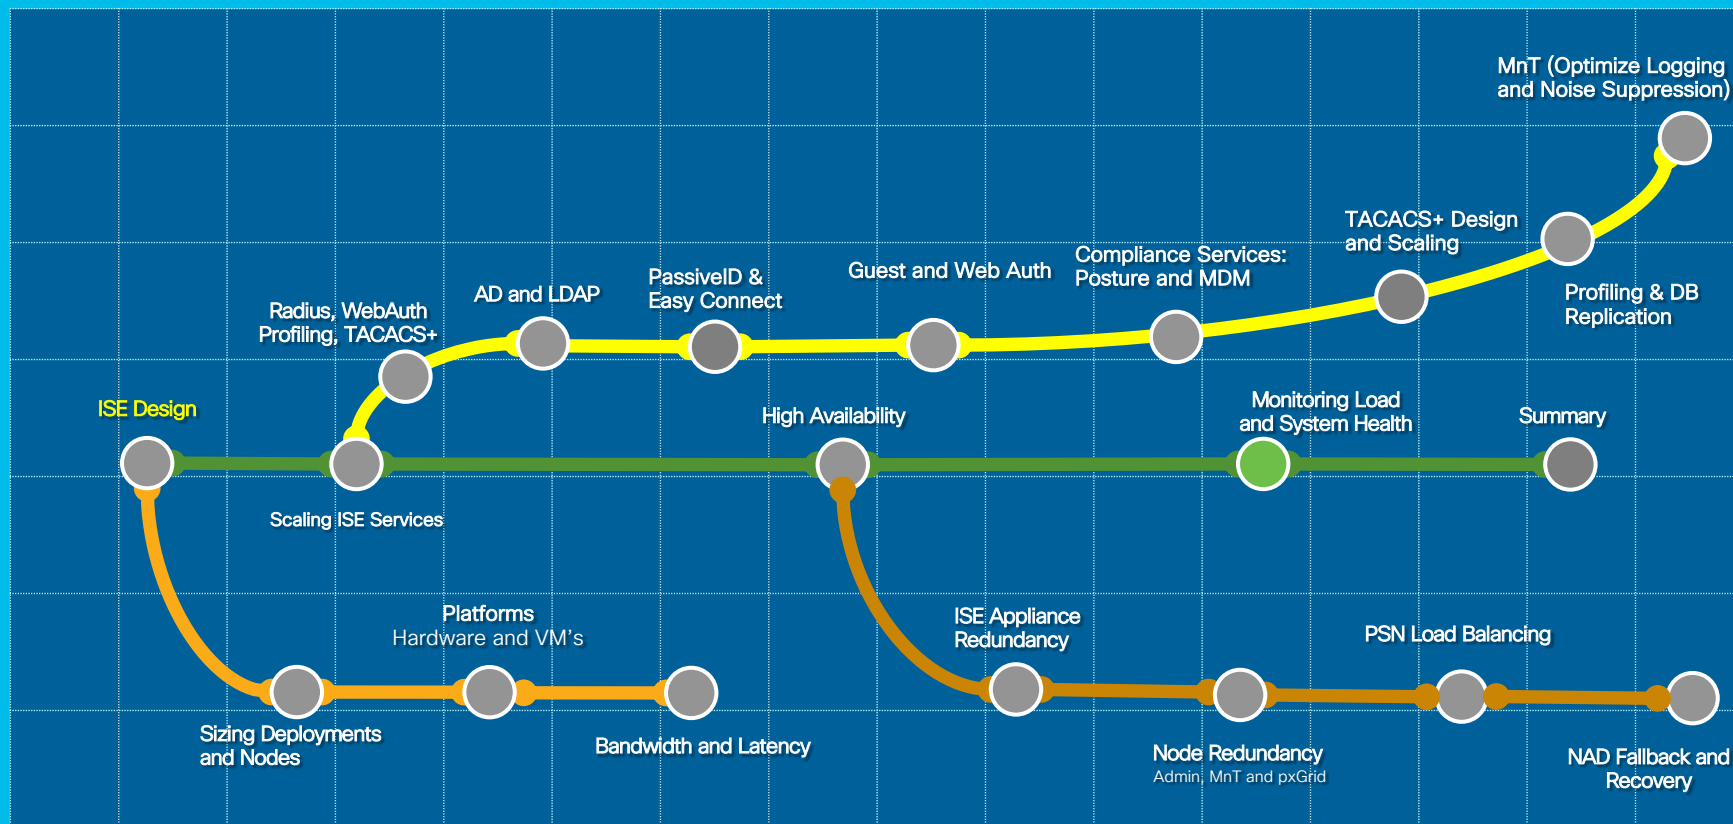 MnT (Optimize Logging
and Noise Suppression)
TACACS+ Design
and Scaling
Compliance Services:
Posture and MDM
Guest and Web Auth
PassiveID &
Easy Connect
AD and LDAP
Radius, WebAuth
Profiling, TACACS+
Profiling & DB
Replication
ISE Design
High Availability
Monitoring Load
and System Health
Summary
Scaling ISE Services
Platforms
Hardware and VM's
ISE Appliance
Redundancy
PSN Load Balancing
Sizing Deployments
and Nodes
Bandwidth and Latency
Node Redundancy
Admin, MnT and pxGrid
NAD Fallback and
Recovery